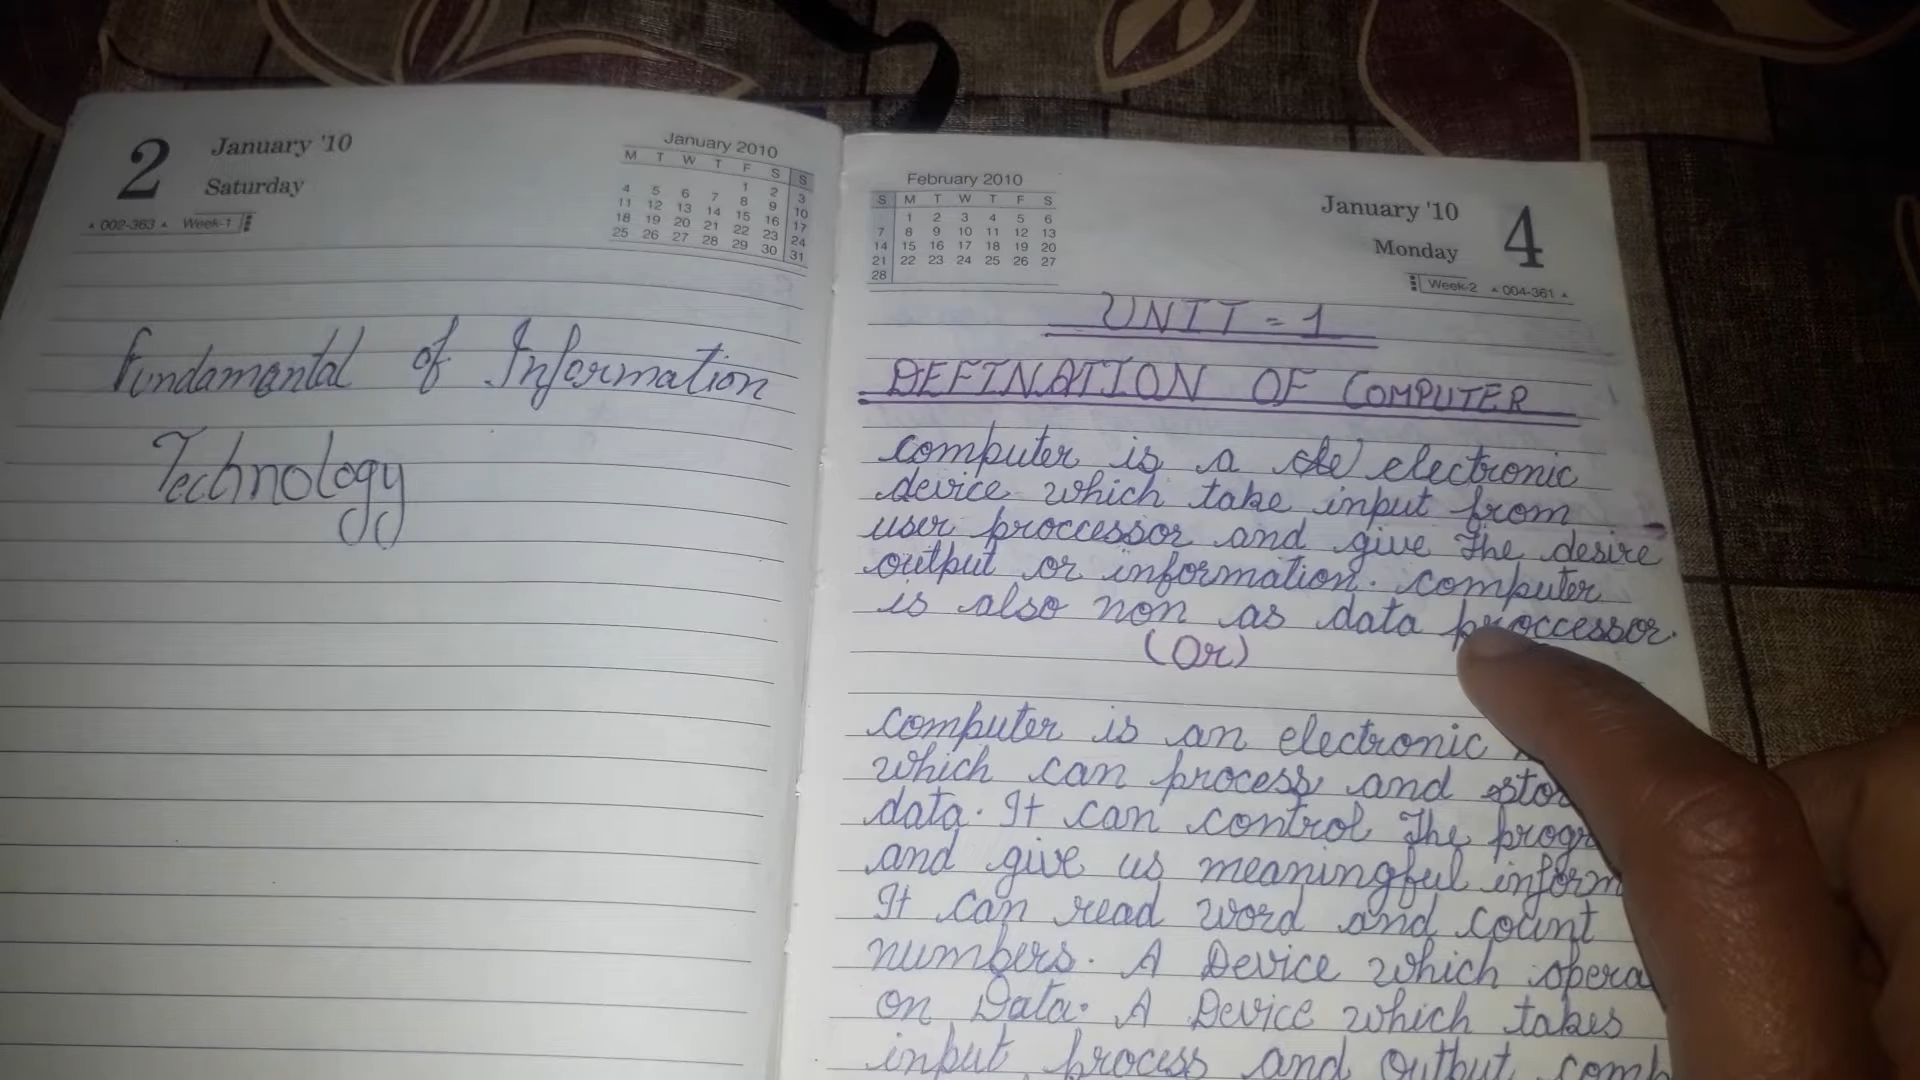 2
January '10
Saturday
002-363 Week-1
January 2010
M T W T F S S
1 2 3
4 5 6 7 8 9 10
11 12 13 14 15 16 17
18 19 20 21 22 23 24
25 26 27 28 29 30 31
Fundamantal of Information
Technology
February 2010
S M T W T F S
1 2 3 4 5 6
7 8 9 10 11 12 13
14 15 16 17 18 19 20
21 22 23 24 25 26 27
28
January '10
Monday
4
Week-2 004-361
UNIT - 1
DEFINATION OF COMPUTER
computer is a electronic
device which take input from
user proccessor and give the desire
output or information. computer
is also non as data proccessor.
(Or)
computer is an electronic
which can process and
data. It can control The
and give us meaningful
It can read word and count
numbers. A Device which
on Data. A Device which takes
input process and output